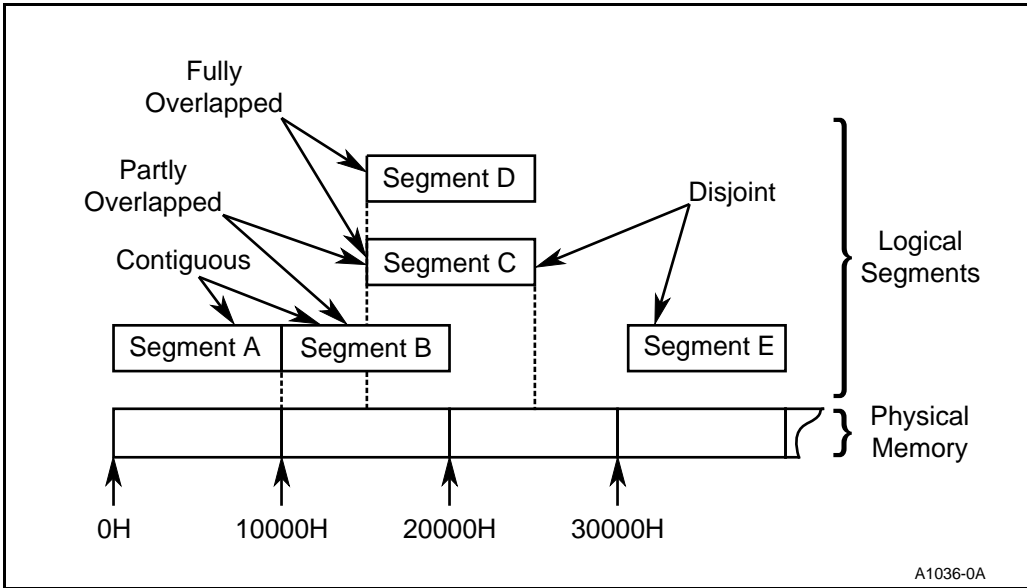 Fully
Overlapped
Segment D
Partly
Overlapped
Disjoint
Segment C
Contiguous
Logical
Segments
Segment A
Segment B
Segment E
Physical
Memory
0H
10000H
20000H
30000H
A1036-0A